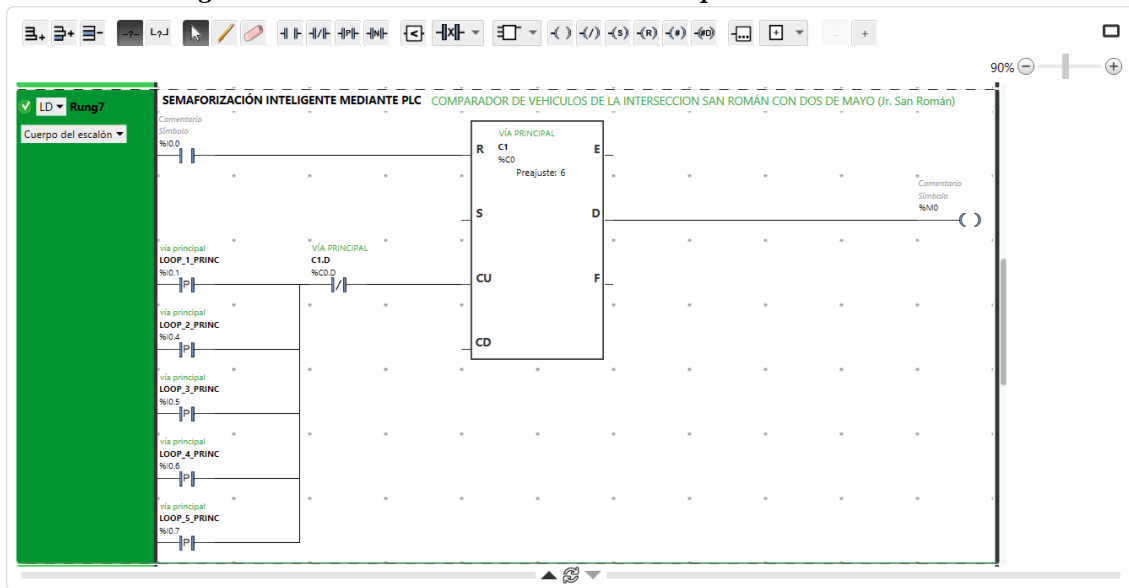 -?-
L?┘
P
N
<
X
( )
(/)
(S)
(R)
(#)
(#D)
...
+
-
+
90%
LD Rung7
Cuerpo del escalón
SEMAFORIZACIÓN INTELIGENTE MEDIANTE PLC COMPARADOR DE VEHICULOS DE LA INTERSECCION SAN ROMÁN CON DOS DE MAYO (Jr. San Román)
Comentario
Símbolo
%I0.0
VÍA PRINCIPAL
R C1 E
%C0
Preajuste: 6
Comentario
Símbolo
%M0
S D
vía principal
LOOP_1_PRINC
%I0.1
P
VÍA PRINCIPAL
C1.D
%C0.D
/
CU F
vía principal
LOOP_2_PRINC
%I0.4
P
CD
vía principal
LOOP_3_PRINC
%I0.5
P
vía principal
LOOP_4_PRINC
%I0.6
P
vía principal
LOOP_5_PRINC
%I0.7
P